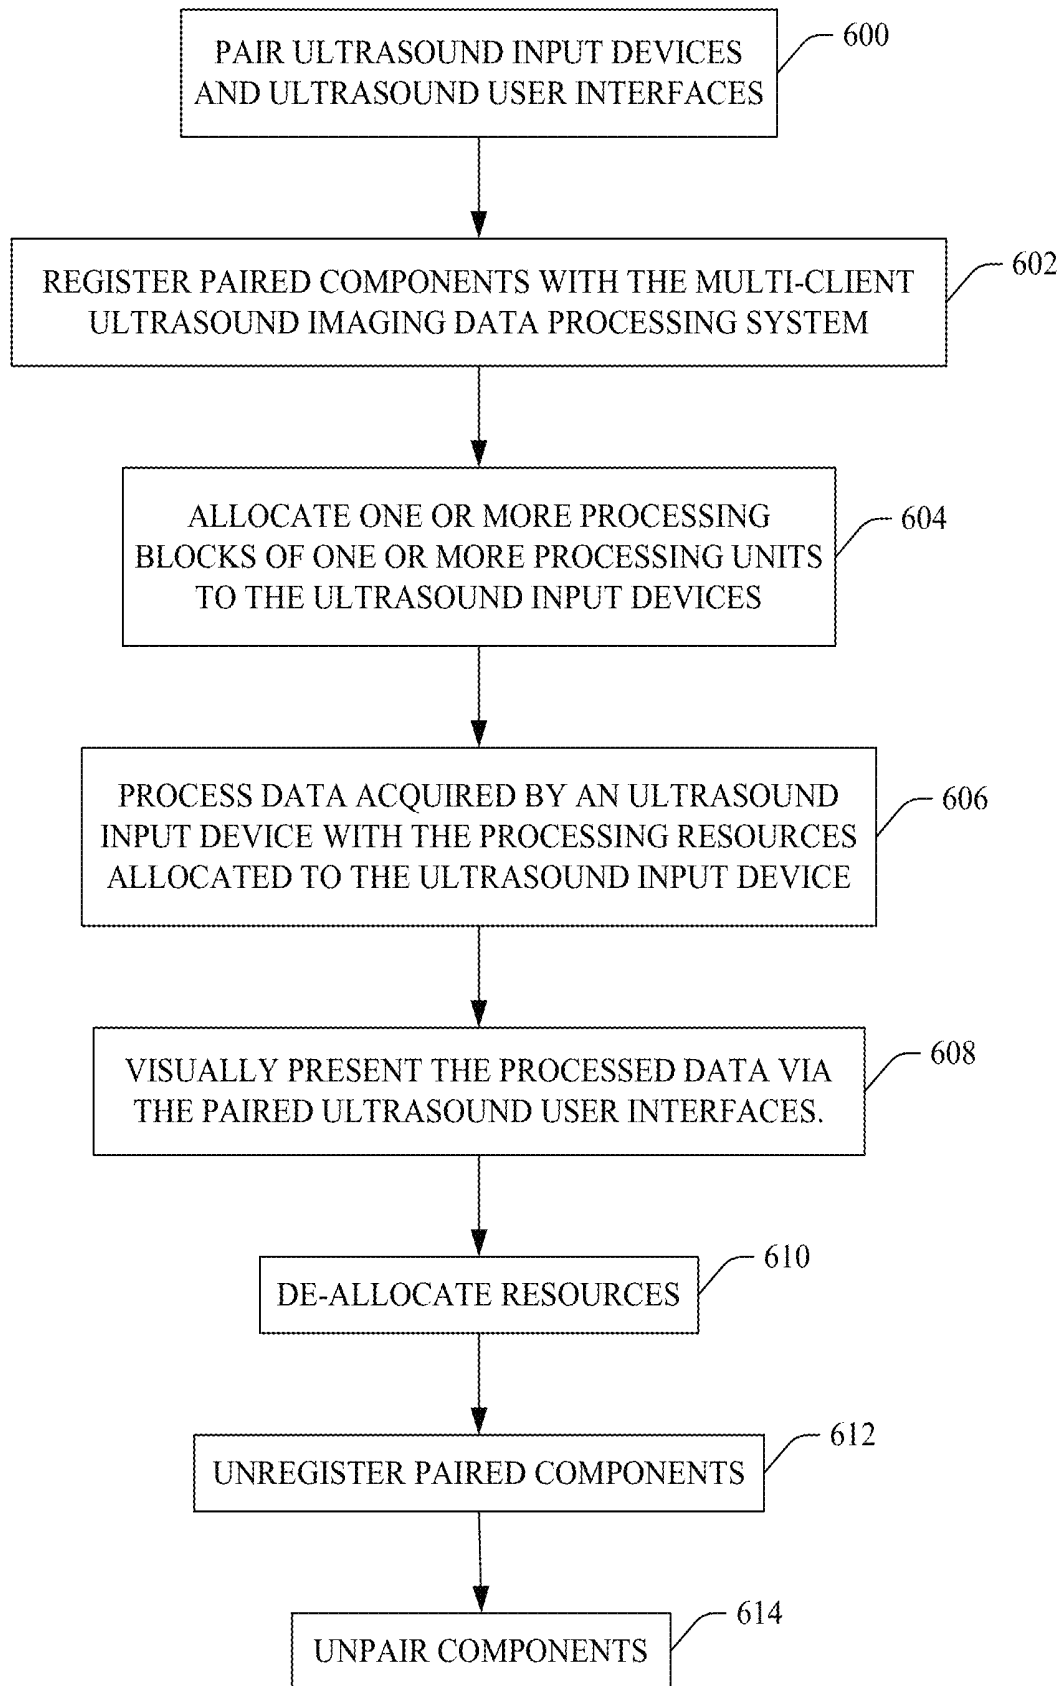 PAIR ULTRASOUND INPUT DEVICES
AND ULTRASOUND USER INTERFACES
600
REGISTER PAIRED COMPONENTS WITH THE MULTI-CLIENT
ULTRASOUND IMAGING DATA PROCESSING SYSTEM
602
ALLOCATE ONE OR MORE PROCESSING
BLOCKS OF ONE OR MORE PROCESSING UNITS
TO THE ULTRASOUND INPUT DEVICES
604
PROCESS DATA ACQUIRED BY AN ULTRASOUND
INPUT DEVICE WITH THE PROCESSING RESOURCES
ALLOCATED TO THE ULTRASOUND INPUT DEVICE
606
VISUALLY PRESENT THE PROCESSED DATA VIA
THE PAIRED ULTRASOUND USER INTERFACES.
608
DE-ALLOCATE RESOURCES
610
UNREGISTER PAIRED COMPONENTS
612
UNPAIR COMPONENTS
614